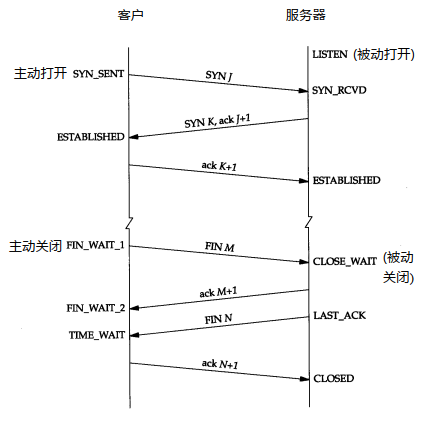 客户 服务器
LISTEN (被动打开)
主动打开 SYN_SENT SYN J
SYN_RCVD
SYN K, ack J+1
ESTABLISHED
ack K+1
ESTABLISHED
主动关闭 FIN_WAIT_1 FIN M
CLOSE_WAIT (被动
关闭)
ack M+1
FIN_WAIT_2
FIN N LAST_ACK
TIME_WAIT
ack N+1
CLOSED